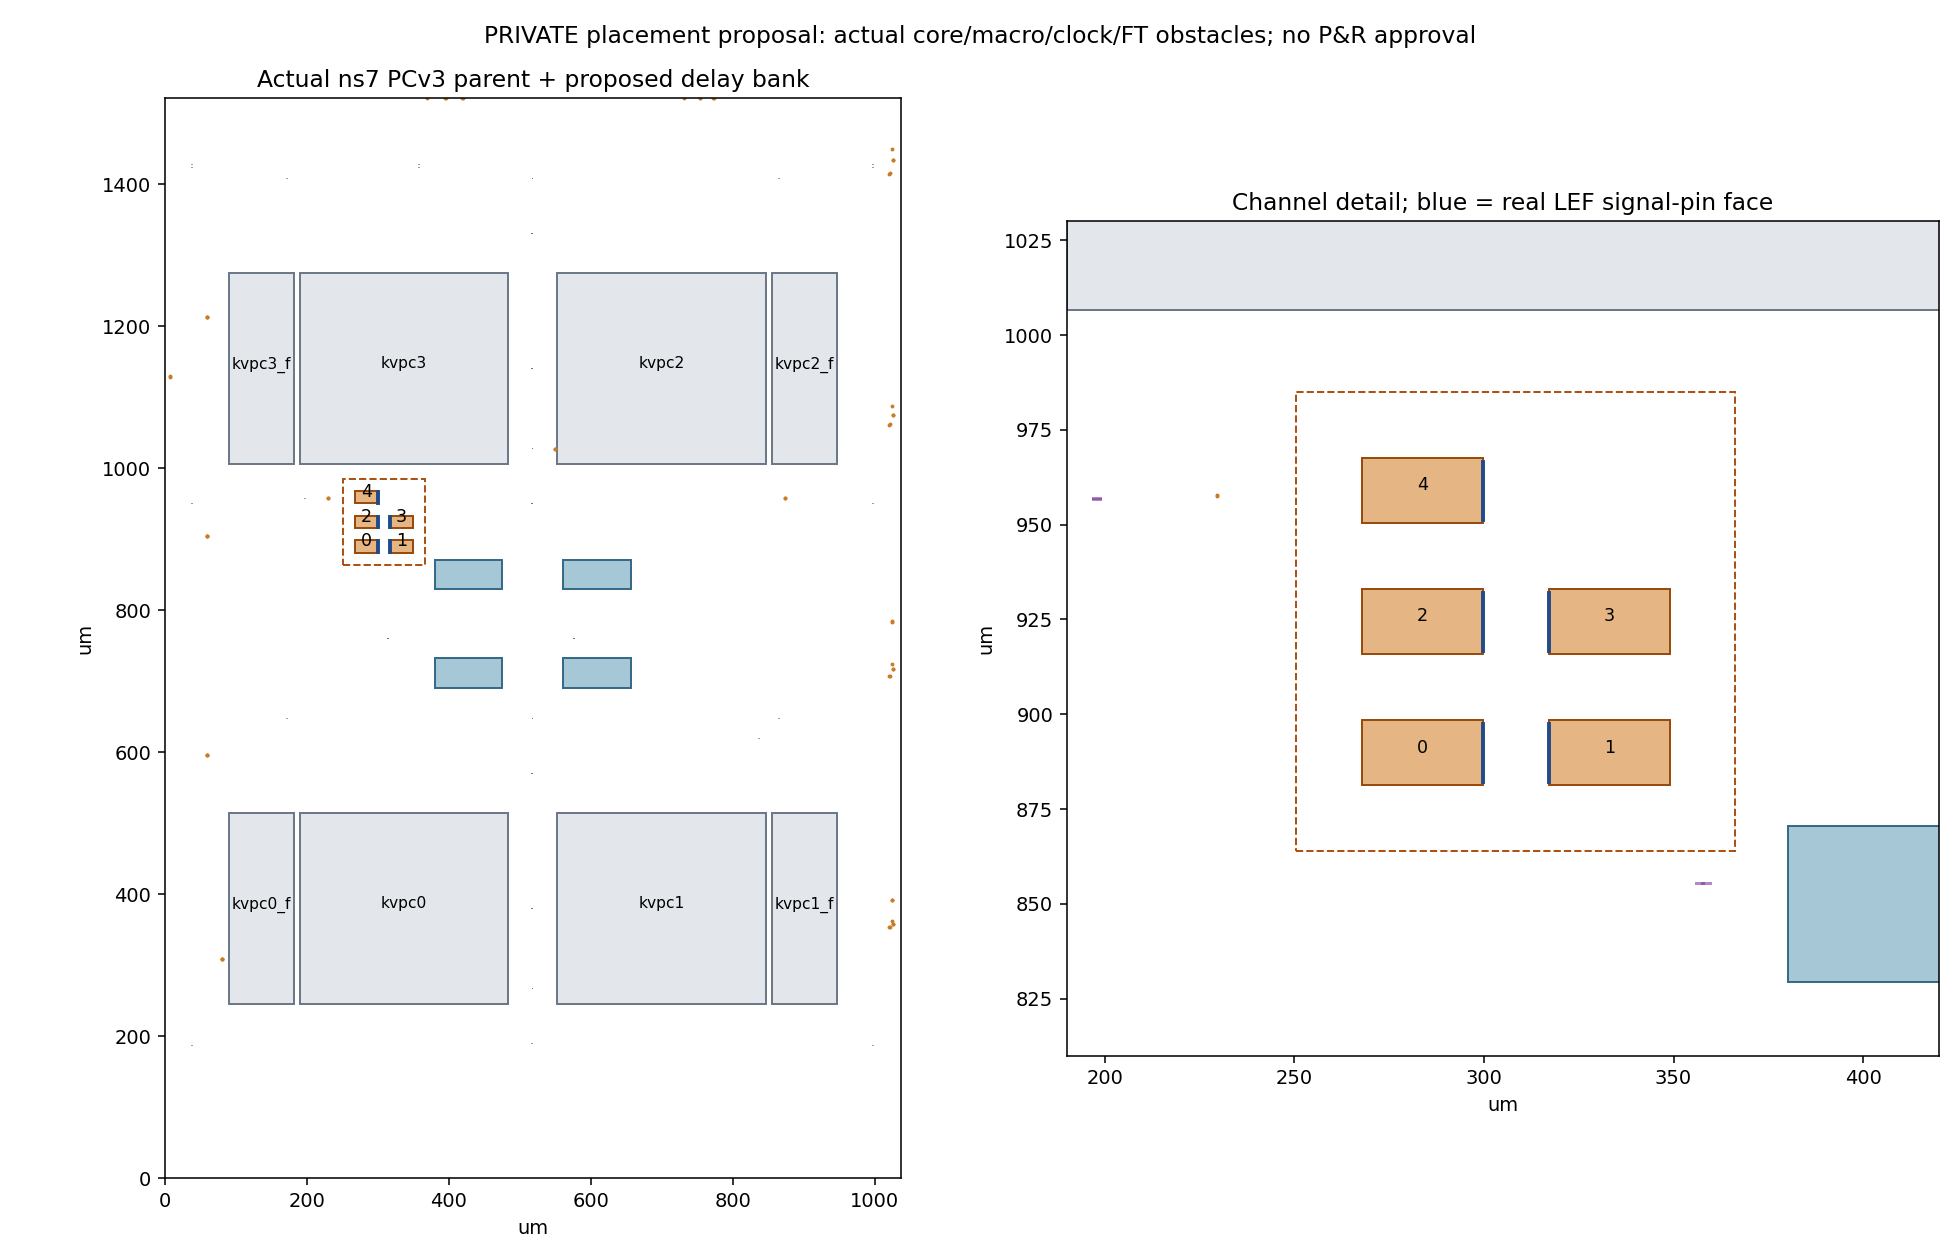 PRIVATE placement proposal: actual core/macro/clock/FT obstacles; no P&R approval
Actual ns7 PCv3 parent + proposed delay bank
1400
1200
1000
800
600
400
200
0
um
kvpc3_f
kvpc3
kvpc2
kvpc2_f
4
2
3
0
1
kvpc0_f
kvpc0
kvpc1
kvpc1_f
0
200
400
600
800
1000
um
Channel detail; blue = real LEF signal-pin face
1025
1000
975
950
925
900
875
850
825
um
4
2
3
0
1
200
250
300
350
400
um